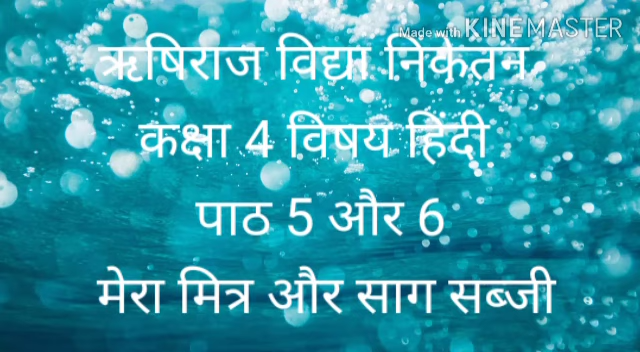 Made with KINEMASTER
ऋषिराज विद्या निकेतन
कक्षा 4 विषय हिंदी
पाठ 5 और 6
मेरा मित्र और साग सब्जी